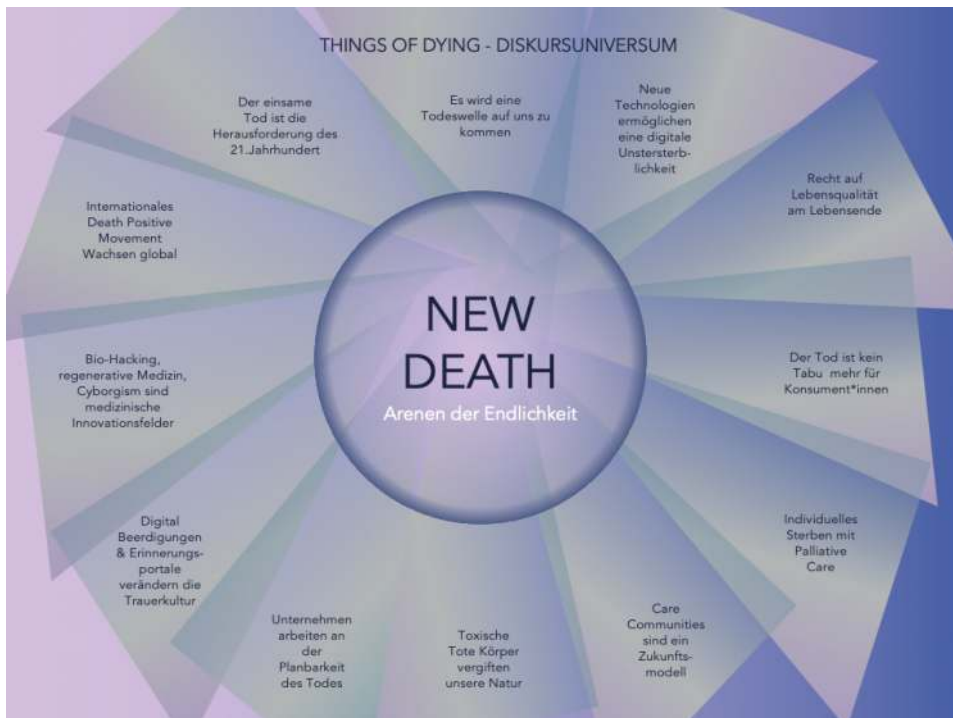 THINGS OF DYING - DISKURSUNIVERSUM
Es wird eine
Todeswelle auf uns zu
kommen
Neue
Technologien
ermöglichen
eine digitale
Unstersterb-
lichkeit
Recht auf
Lebensqualität
am Lebensende
Der Tod ist kein
Tabu mehr für
Konsument*innen
Individuelles
Sterben mit
Palliative
Care
Care
Communities
sind ein
Zukunfts-
modell
Toxische
Tote Körper
vergiften
unsere Natur
Unternehmen
arbeiten an
der
Planbarkeit
des Todes
Digital
Beerdigungen
& Erinnerungs-
portale
verändern die
Trauerkultur
Bio-Hacking,
regenerative Medizin,
Cyborgism sind
medizinische
Innovationsfelder
Internationales
Death Positive
Movement
Wachsen global
Der einsame
Tod ist die
Herausforderung des
21.Jahrhundert
NEW
DEATH
Arenen der Endlichkeit